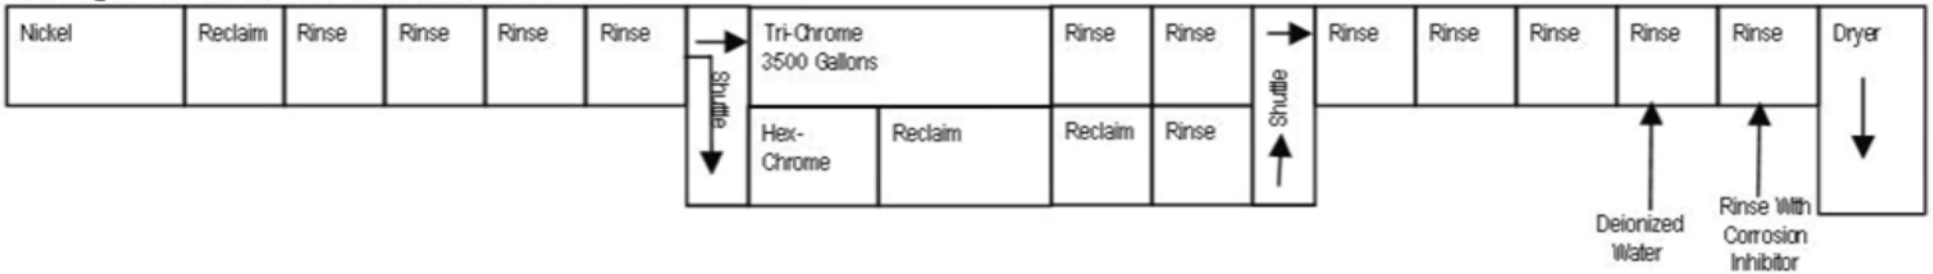 Nickel
Reclaim
Rinse
Rinse
Rinse
Rinse
Shuttle
Tri-Chrome
3500 Gallons
Rinse
Rinse
Shuttle
Rinse
Rinse
Rinse
Rinse
Rinse
Dryer
Hex-
Chrome
Reclaim
Reclaim
Rinse
Deionized
Water
Rinse With
Corrosion
Inhibitor